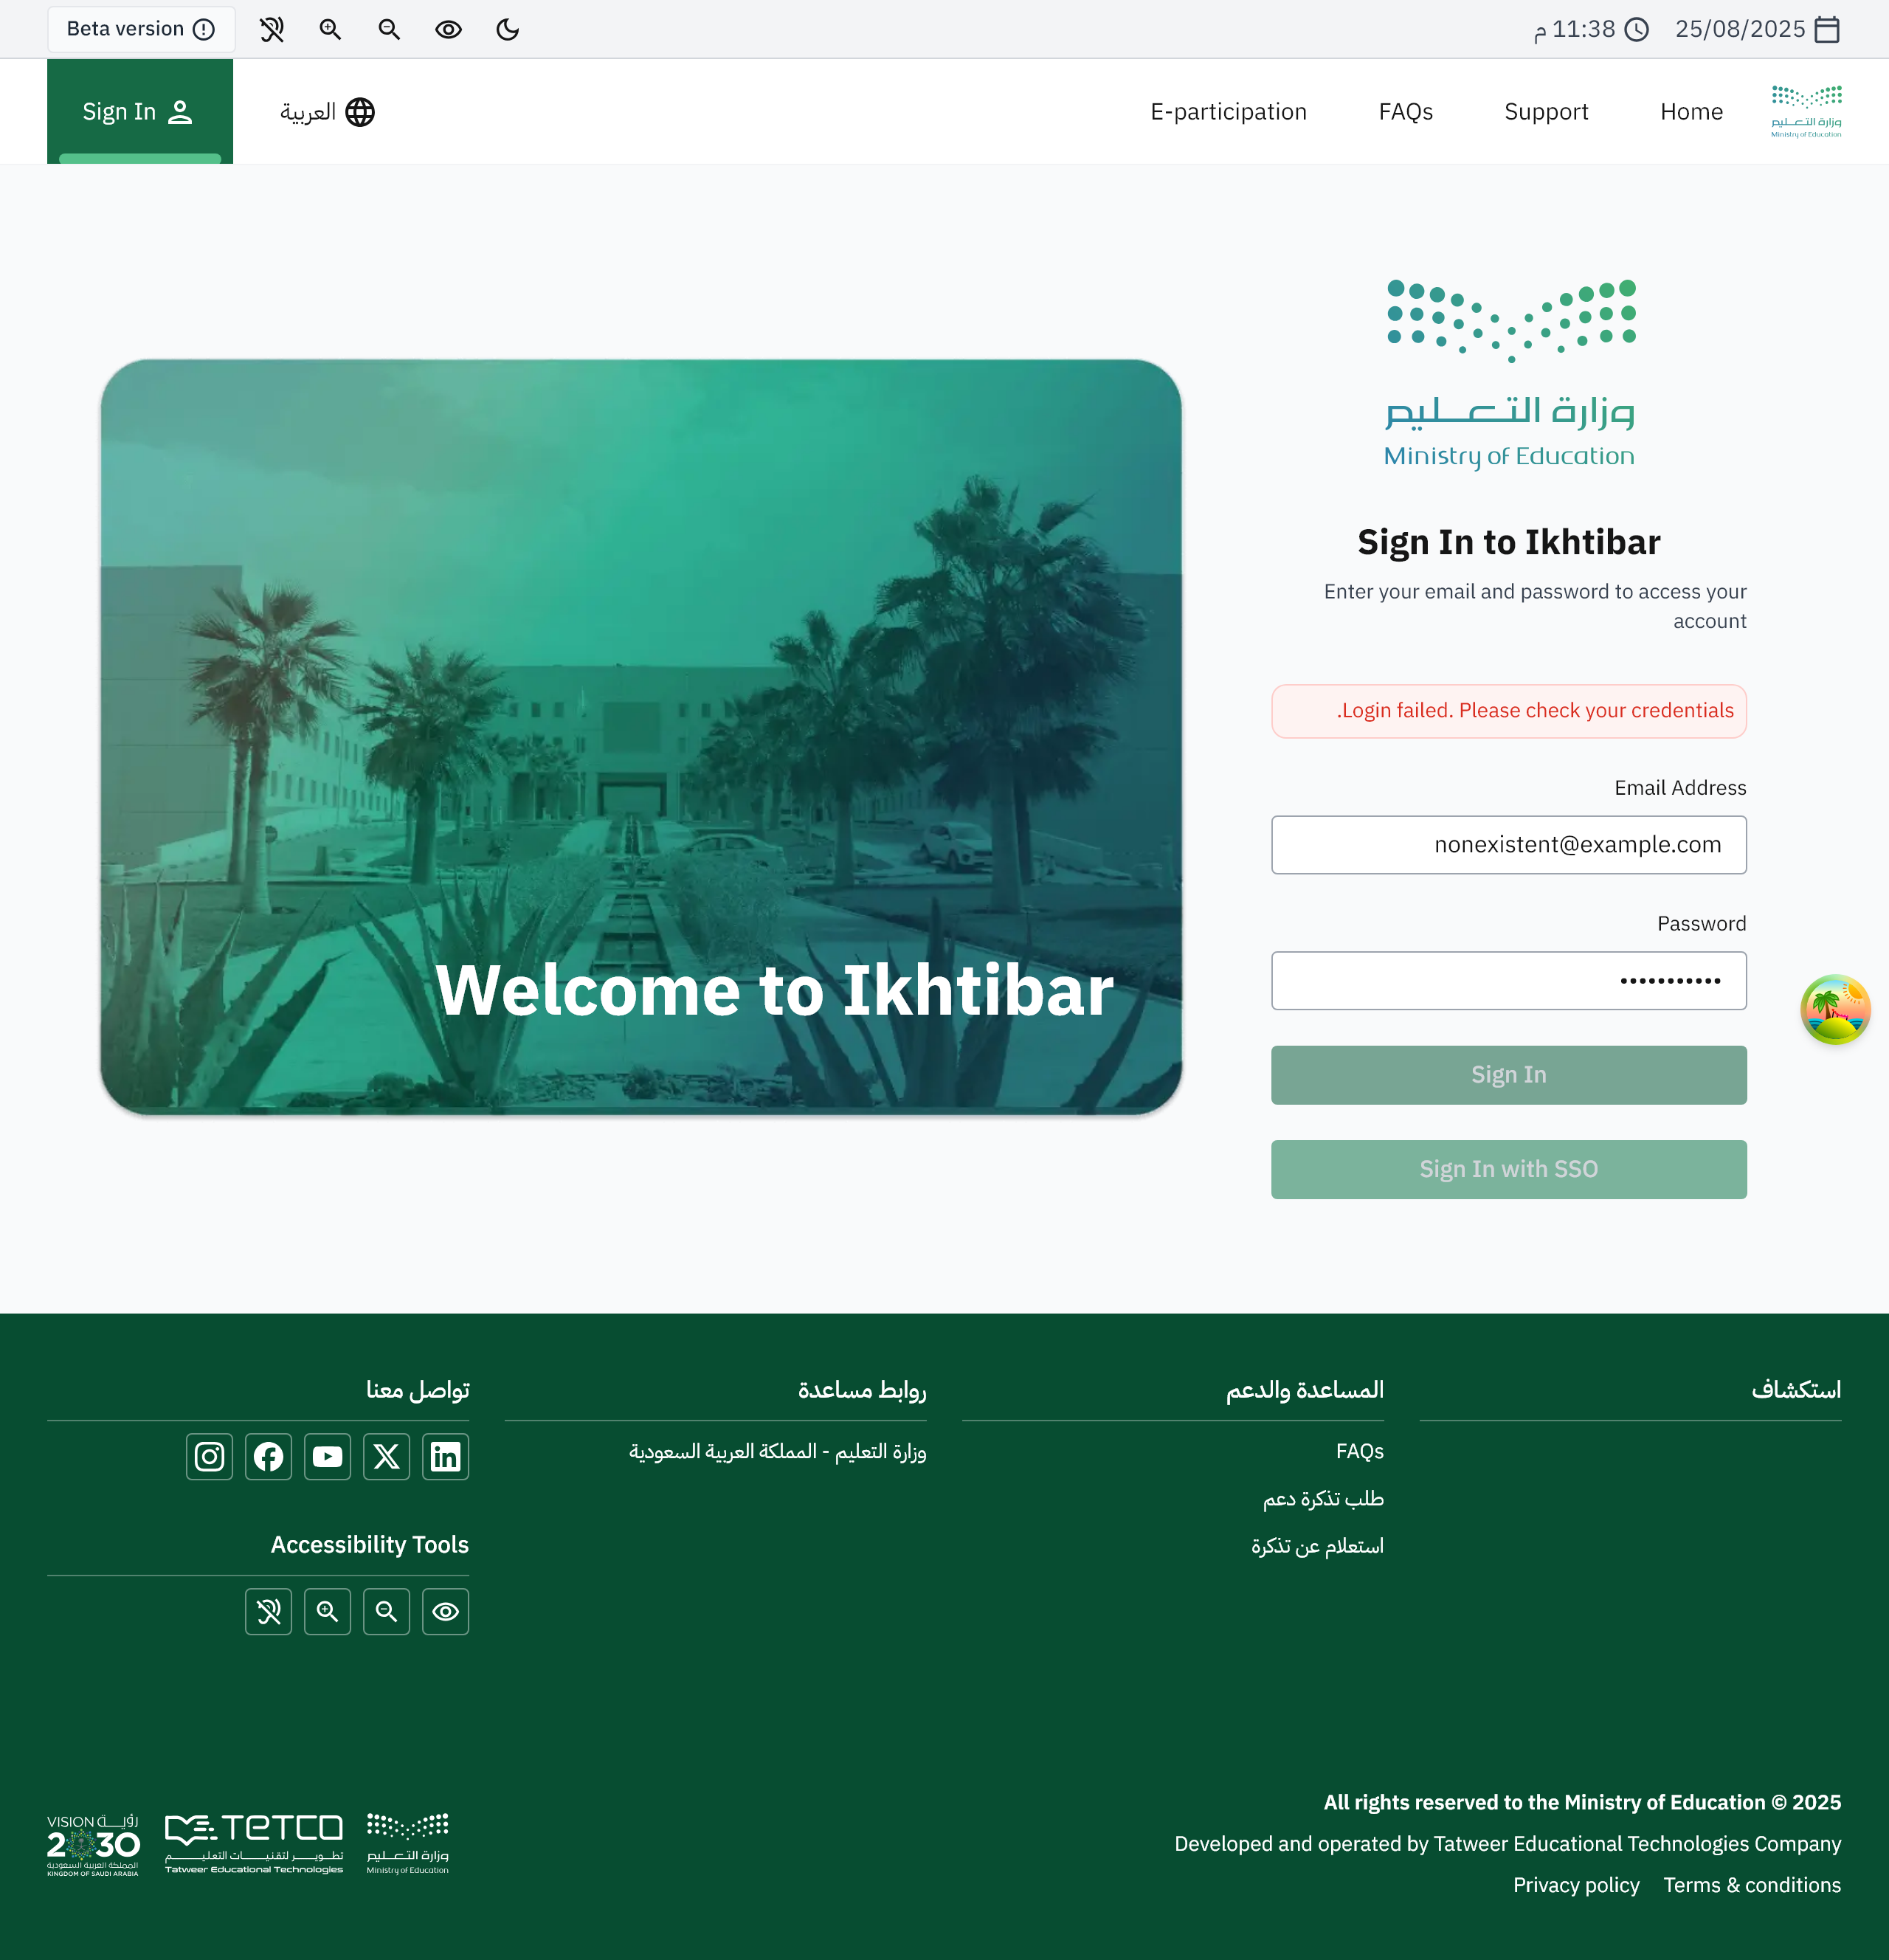 Beta version
11:38 م
25/08/2025
Sign In
العربية
E-participation
FAQs
Support
Home
وزارة التعليم
Ministry of Education
وزارة التعليم
Ministry of Education
Sign In to Ikhtibar
Enter your email and password to access your
account
.Login failed. Please check your credentials
Email Address
nonexistent@example.com
Password
Sign In
Sign In with SSO
Welcome to Ikhtibar
استكشاف
المساعدة والدعم
FAQs
طلب تذكرة دعم
استعلام عن تذكرة
روابط مساعدة
وزارة التعليم - المملكة العربية السعودية
تواصل معنا
Accessibility Tools
All rights reserved to the Ministry of Education © 2025
Developed and operated by Tatweer Educational Technologies Company
Privacy policy
Terms & conditions
VISION رؤية
2030
المملكة العربية السعودية
KINGDOM OF SAUDI ARABIA
TETCO
تطوير لتقنيات التعليم
Tatweer Educational Technologies
وزارة التعليم
Ministry of Education